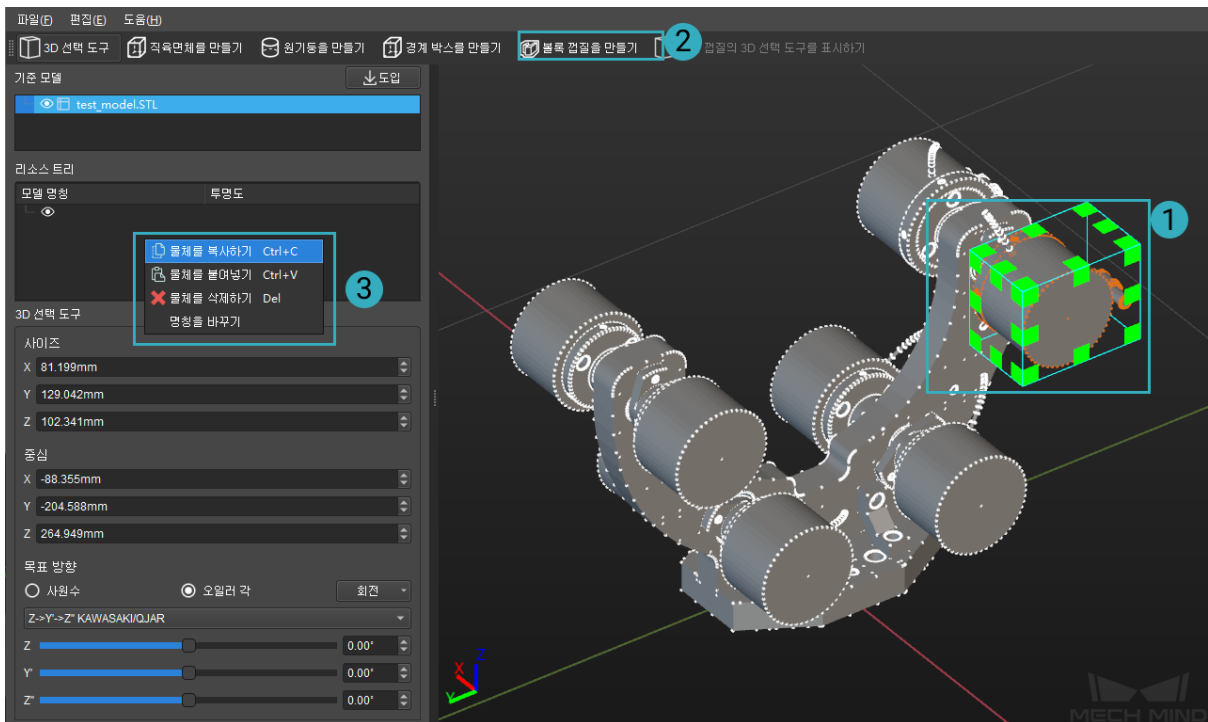 파일(F) 편집(E) 도움(H)
3D 선택 도구 직육면체를 만들기 원기둥을 만들기 경계 박스를 만들기 볼록 껍질을 만들기 2 껍질의 3D 선택 도구를 표시하기
기준 모델 도입
test_model.STL
리소스 트리
모델 명칭 투명도
물체를 복사하기 Ctrl+C
물체를 붙여넣기 Ctrl+V
물체를 삭제하기 Del
명칭을 바꾸기
3
1
3D 선택 도구
사이즈
X 81.199mm
Y 129.042mm
Z 102.341mm
중심
X -88.355mm
Y -204.588mm
Z 264.949mm
목표 방향
사원수 오일러 각 회전
Z->Y'->Z'' KAWASAKI/QJAR
Z 0.00°
Y' 0.00°
Z'' 0.00°
X Y Z
MECH MIND